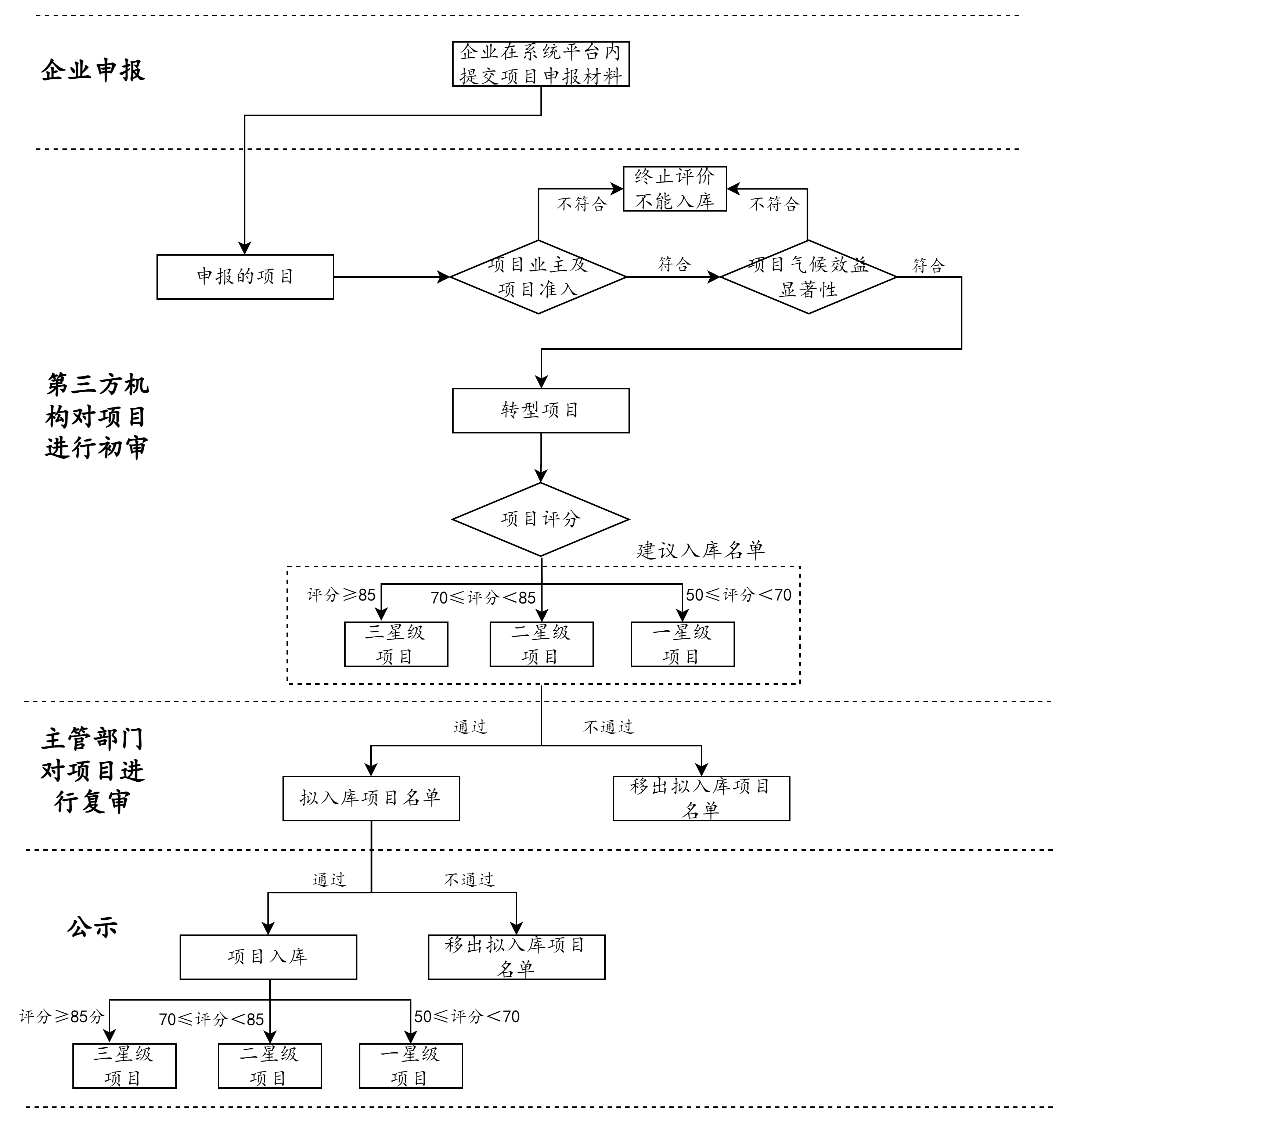 企业申报
企业在系统平台内
提交项目申报材料
终止评价
不能入库
不符合
不符合
申报的项目
项目业主及
项目准入
符合
项目气候效益
显著性
符合
第三方机
构对项目
进行初审
转型项目
项目评分
建议入库名单
评分≥85
70≤评分<85
50≤评分<70
三星级
项目
二星级
项目
一星级
项目
主管部门
对项目进
行复审
通过
不通过
拟入库项目名单
移出拟入库项目
名单
公示
通过
不通过
项目入库
移出拟入库项目
名单
评分≥85分
70≤评分<85
50≤评分<70
三星级
项目
二星级
项目
一星级
项目